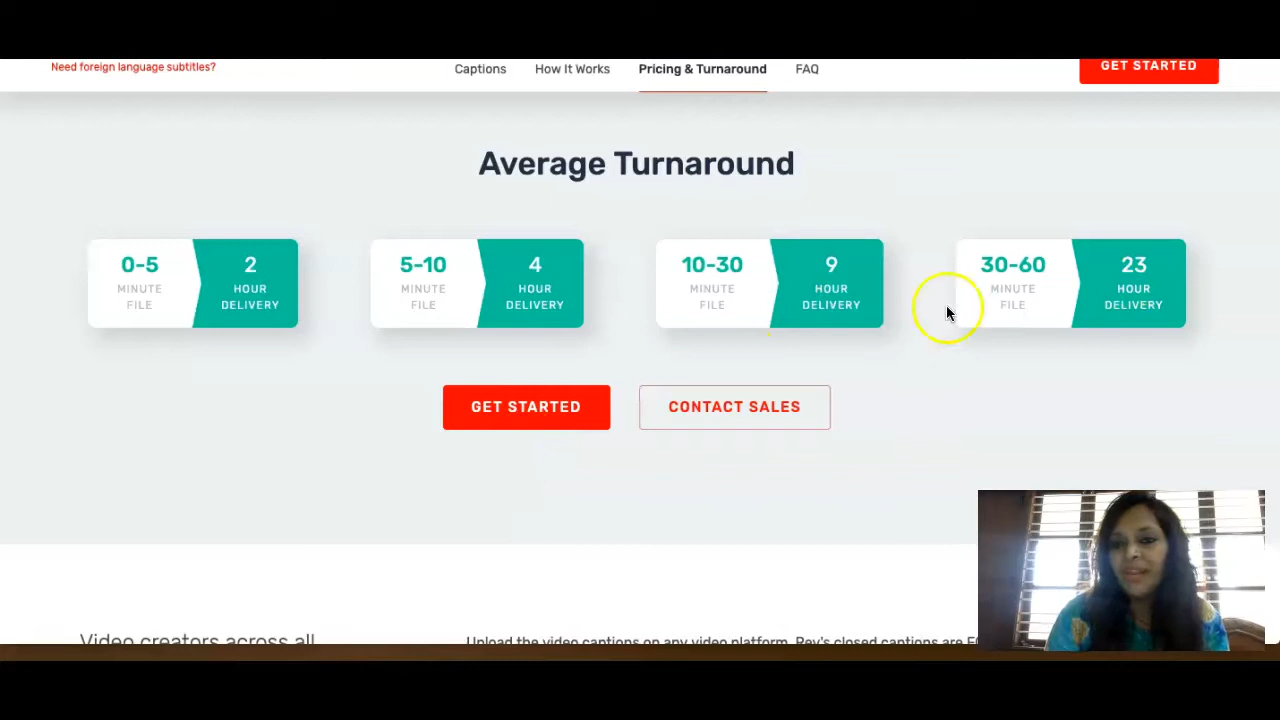 Need foreign language subtitles?
Captions
How It Works
Pricing & Turnaround
FAQ
GET STARTED
Average Turnaround
0-5
MINUTE
FILE
2
HOUR
DELIVERY
5-10
MINUTE
FILE
4
HOUR
DELIVERY
10-30
MINUTE
FILE
9
HOUR
DELIVERY
30-60
MINUTE
FILE
23
HOUR
DELIVERY
GET STARTED
CONTACT SALES
Video creators across all
Upload the video captions on any video platform. Rev's closed captions are